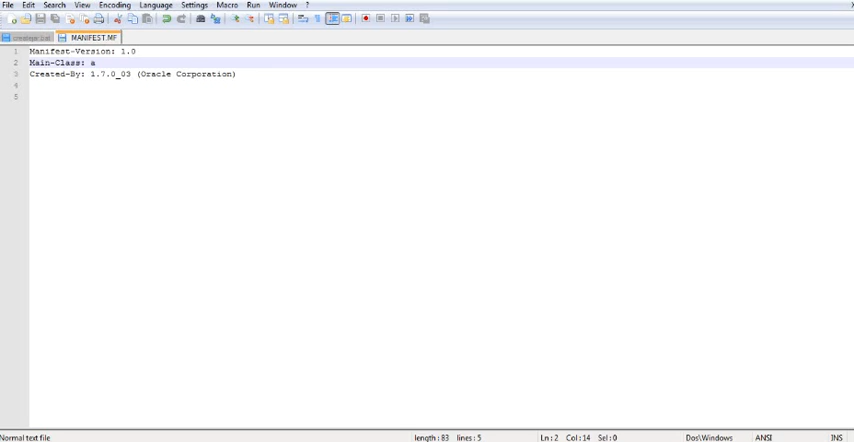 File Edit Search View Encoding Language Settings Macro Run Window ?
MANIFEST.MF
1 Manifest-Version: 1.0
2 Main-Class: a
3 Created-By: 1.7.0_03 (Oracle Corporation)
4
5
Normal text file length:83 lines:5 Ln:2 Col:14 Sel:0 Dos\Windows ANSI INS